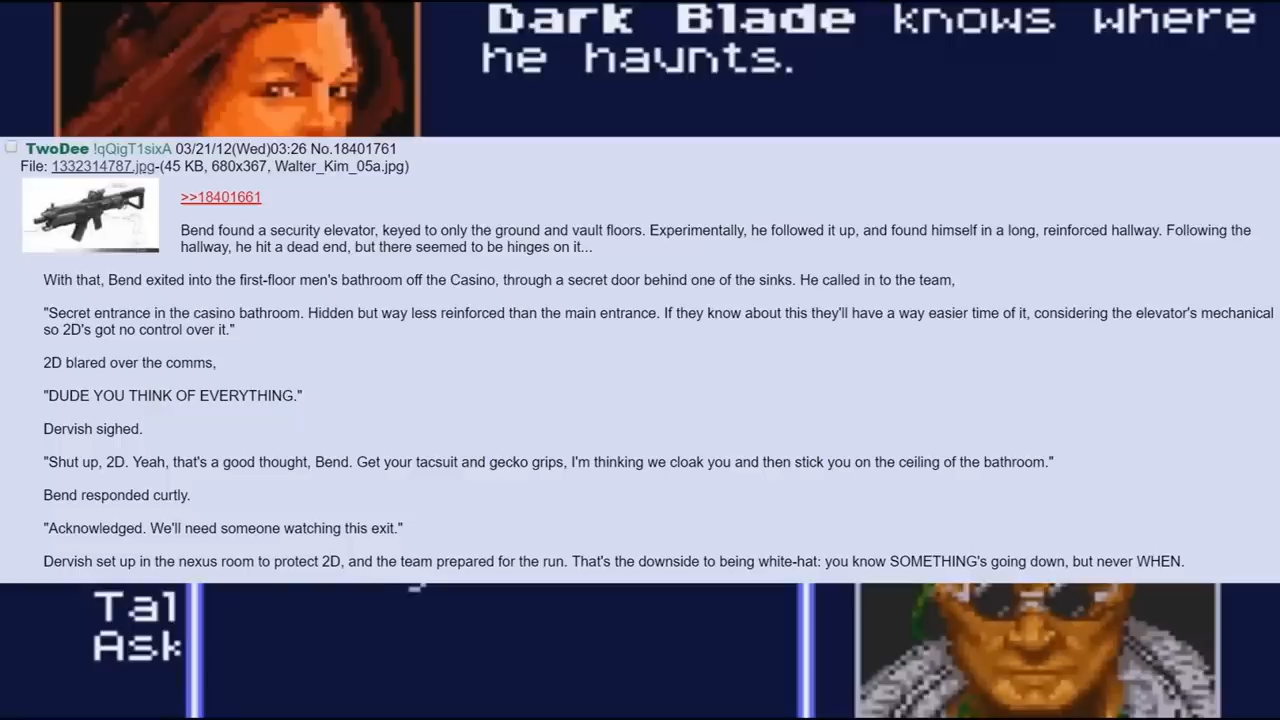 Dark Blade knows where
he haunts.
TwoDee !qQigT1sixA 03/21/12(Wed)03:26 No.18401761
File: 1332314787.jpg-(45 KB, 680x367, Walter_Kim_05a.jpg)
>>18401661
Bend found a security elevator, keyed to only the ground and vault floors. Experimentally, he followed it up, and found himself in a long, reinforced hallway. Following the
hallway, he hit a dead end, but there seemed to be hinges on it...
With that, Bend exited into the first-floor men's bathroom off the Casino, through a secret door behind one of the sinks. He called in to the team,
"Secret entrance in the casino bathroom. Hidden but way less reinforced than the main entrance. If they know about this they'll have a way easier time of it, considering the elevator's mechanical
so 2D's got no control over it."
2D blared over the comms,
"DUDE YOU THINK OF EVERYTHING."
Dervish sighed.
"Shut up, 2D. Yeah, that's a good thought, Bend. Get your tacsuit and gecko grips, I'm thinking we cloak you and then stick you on the ceiling of the bathroom."
Bend responded curtly.
"Acknowledged. We'll need someone watching this exit."
Dervish set up in the nexus room to protect 2D, and the team prepared for the run. That's the downside to being white-hat: you know SOMETHING's going down, but never WHEN.
Tal
Ask